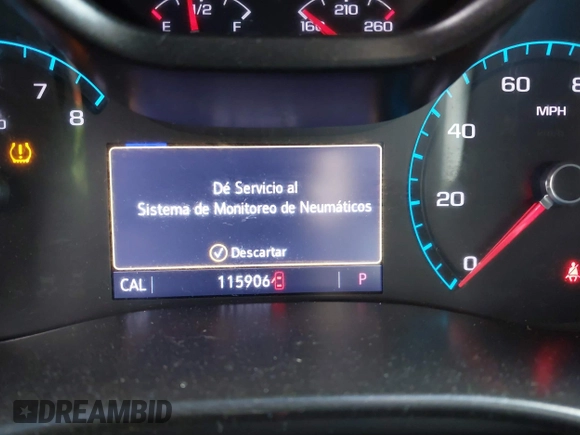 1/2
E F
210
160 260
7
8
60 8
MPH
40
20
0
Dé Servicio al
Sistema de Monitoreo de Neumáticos
Descartar
CAL 115906 P
DREAMBID